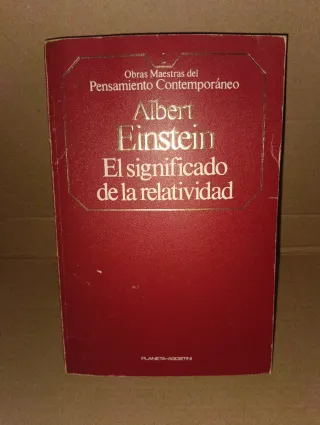 Obras Maestras del
Pensamiento Contemporáneo
Albert
Einstein
El significado
de la relatividad
PLANETA-AGOSTINI